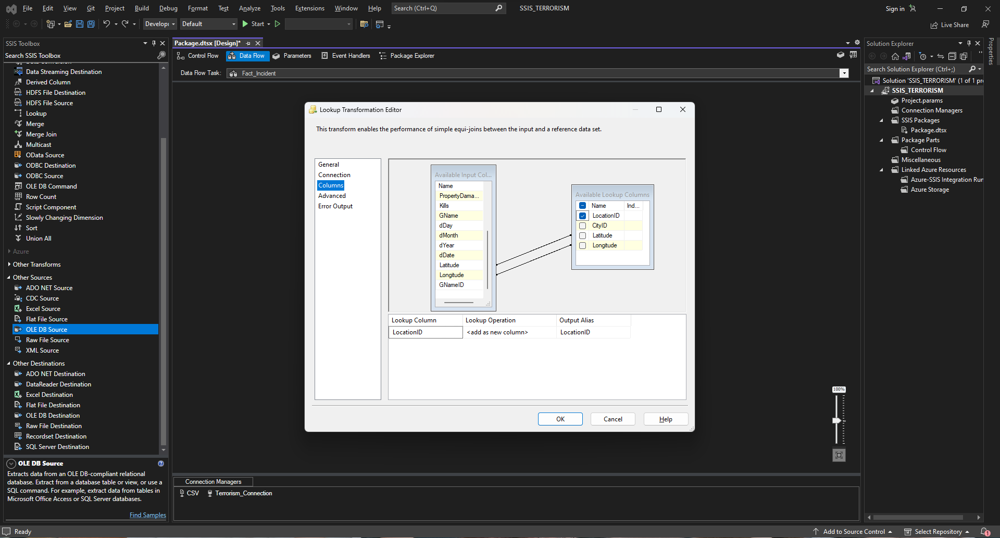 File Edit View Git Project Build Debug Format Test Analyze Tools Extensions Window Help Search (Ctrl+Q) SSIS_TERRORISM Sign in
Develop Default Start Live Share
SSIS Toolbox
Search SSIS Toolbox
Data Streaming Destination
Derived Column
HDFS File Destination
HDFS File Source
Lookup
Merge
Merge Join
Multicast
OData Source
ODBC Destination
ODBC Source
OLE DB Command
Row Count
Script Component
Slowly Changing Dimension
Sort
Union All
Azure
Other Transforms
Other Sources
ADO NET Source
CDC Source
Excel Source
Flat File Source
OLE DB Source
Raw File Source
XML Source
Other Destinations
ADO NET Destination
DataReader Destination
Excel Destination
Flat File Destination
OLE DB Destination
Raw File Destination
Recordset Destination
SQL Server Destination
OLE DB Source
Extracts data from an OLE DB-compliant relational
database. Extract from a database table or view, or use a
SQL command. For example, extract data from tables in
Microsoft Office Access or SQL Server databases.
Find Samples
Package.dtsx [Design]*
Control Flow Data Flow Parameters Event Handlers Package Explorer
Data Flow Task: Fact_Incident
Lookup Transformation Editor
This transform enables the performance of simple equi-joins between the input and a reference data set.
General
Connection
Columns
Advanced
Error Output
Available Input Col...
Name
PropertyDama...
Kills
GName
dDay
dMonth
dYear
dDate
Latitude
Longitude
GNameID
Available Lookup Columns
Name Ind...
LocationID
CityID
Latitude
Longitude
Lookup Column Lookup Operation Output Alias
LocationID <add as new column> LocationID
OK Cancel Help
100%
Connection Managers
CSV Terrorism_Connection
Solution Explorer
Search Solution Explorer (Ctrl+;)
Solution 'SSIS_TERRORISM' (1 of 1 pr
SSIS_TERRORISM
Project.params
Connection Managers
SSIS Packages
Package.dtsx
Package Parts
Control Flow
Miscellaneous
Linked Azure Resources
Azure-SSIS Integration Run
Azure Storage
Properties
Ready Add to Source Control Select Repository 1